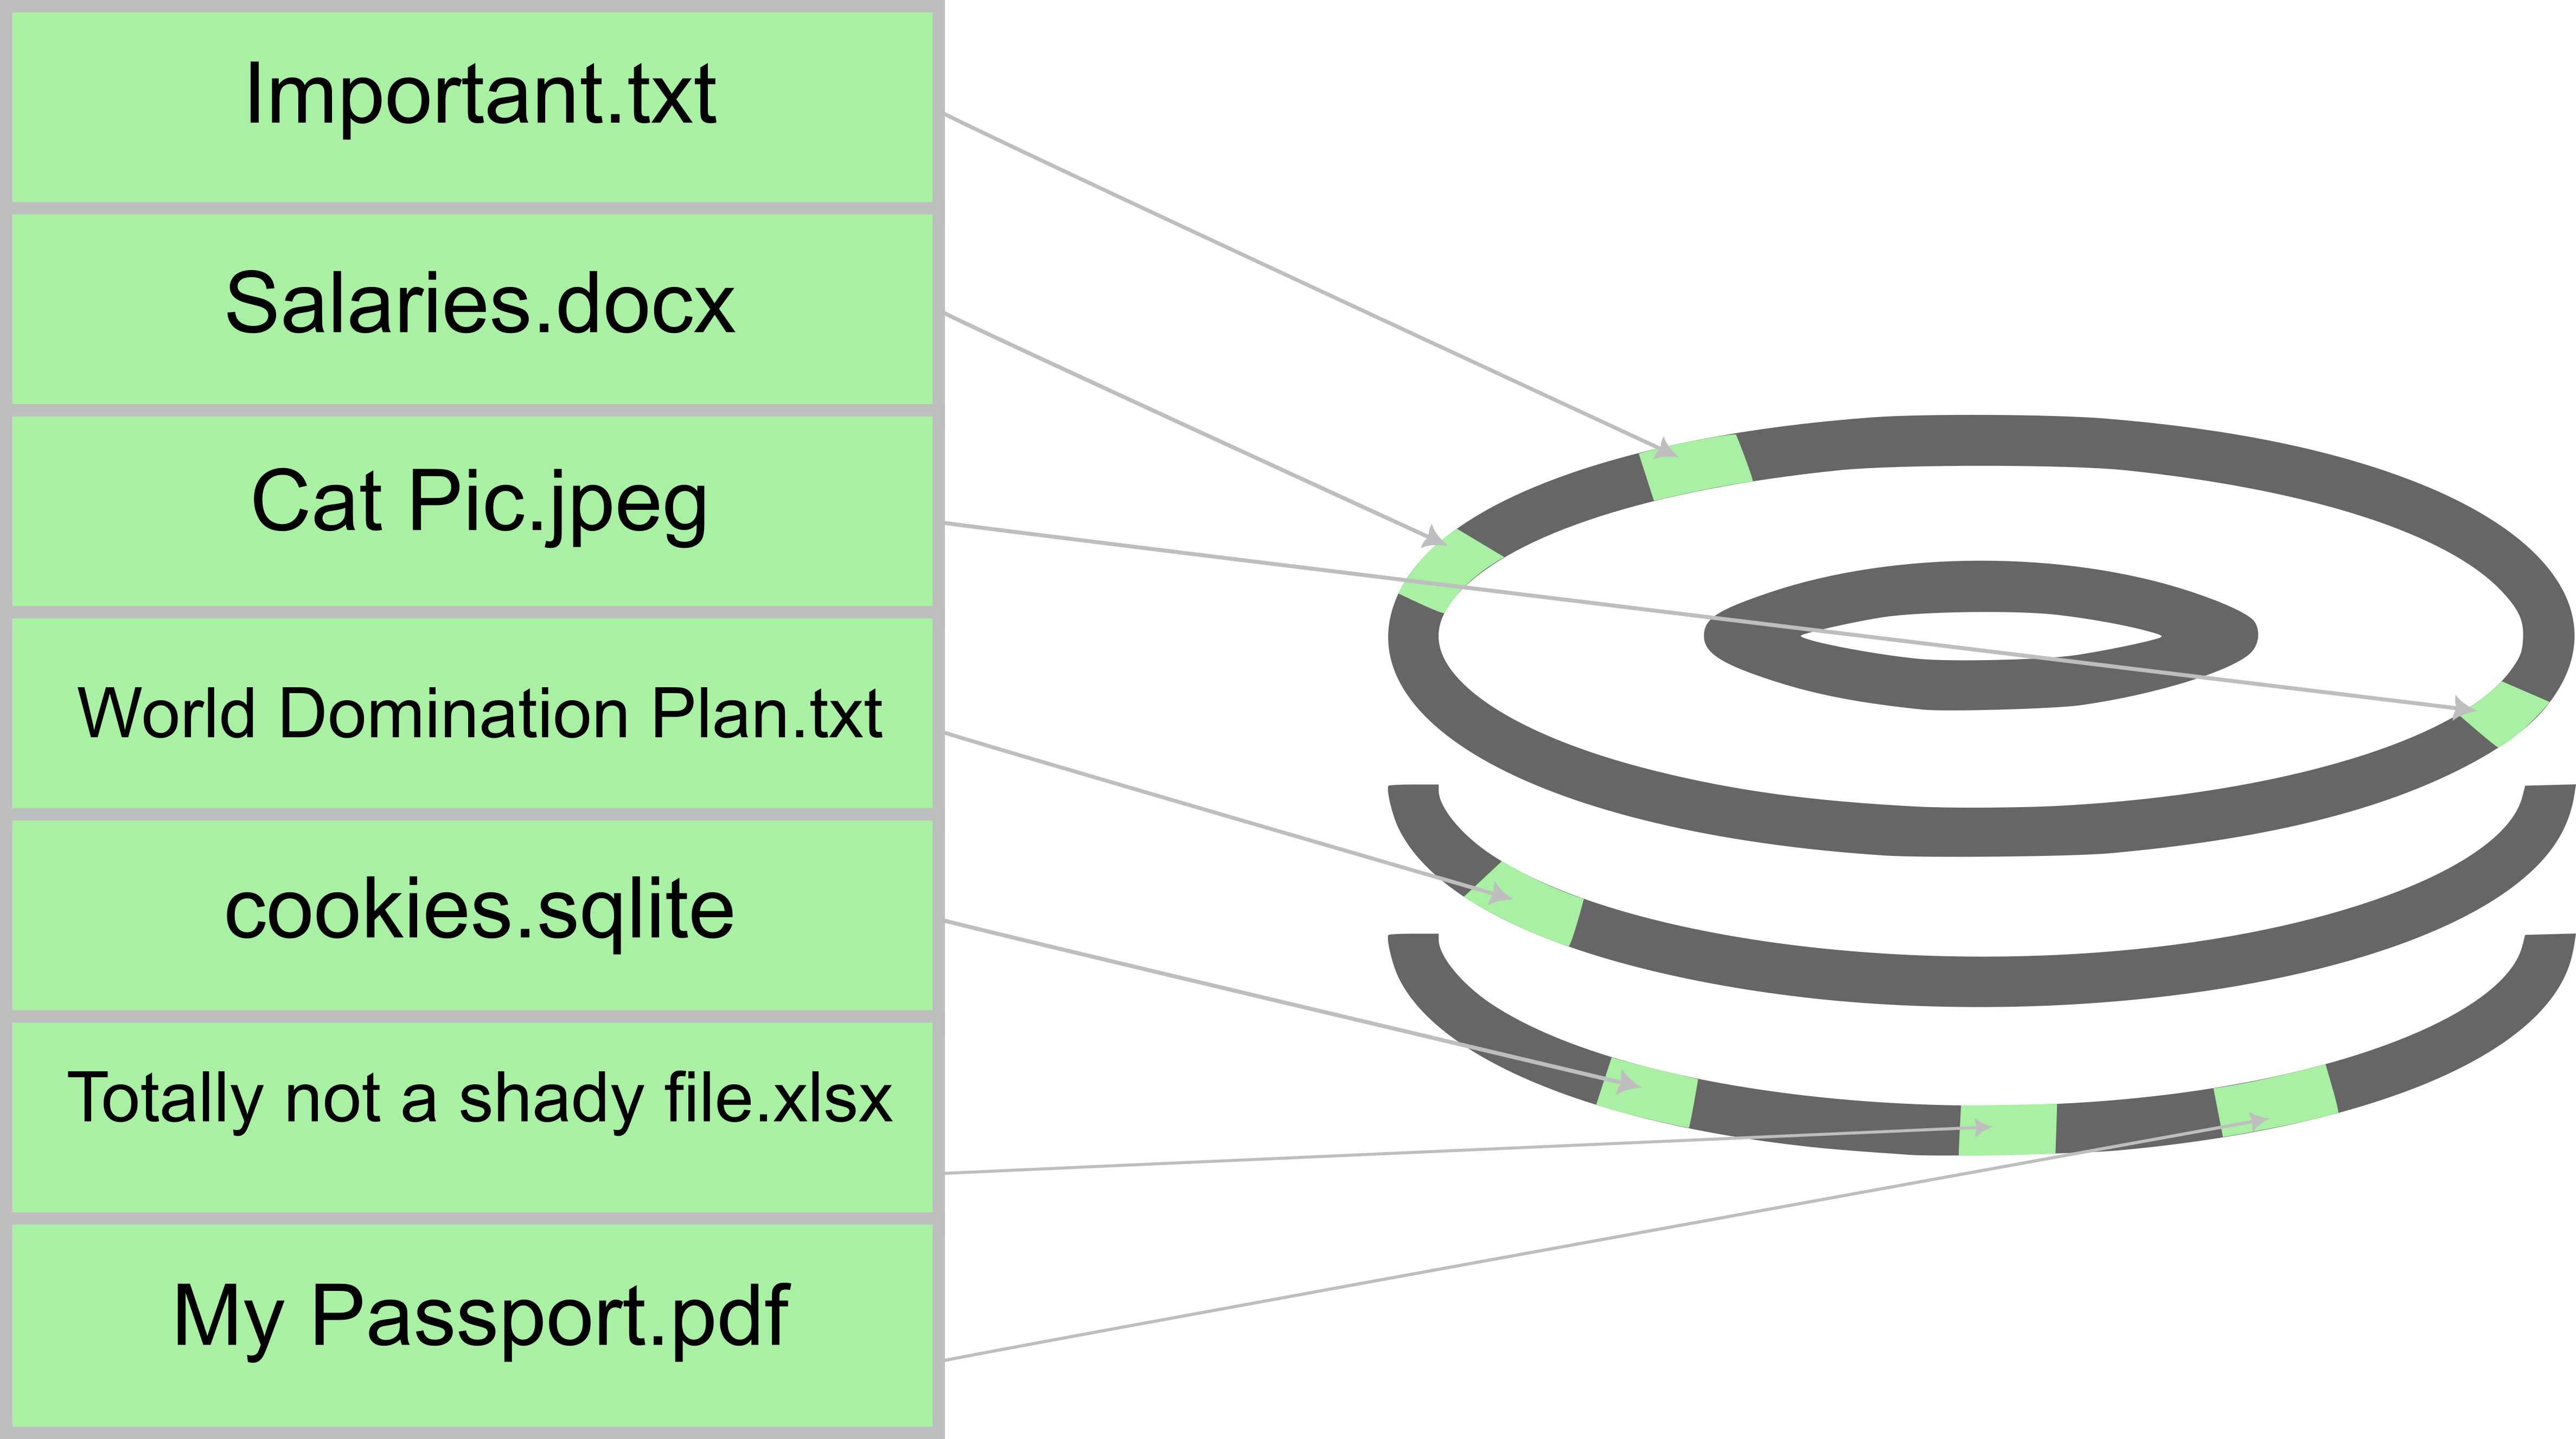 Important.txt
Salaries.docx
Cat Pic.jpeg
World Domination Plan.txt
cookies.sqlite
Totally not a shady file.xlsx
My Passport.pdf